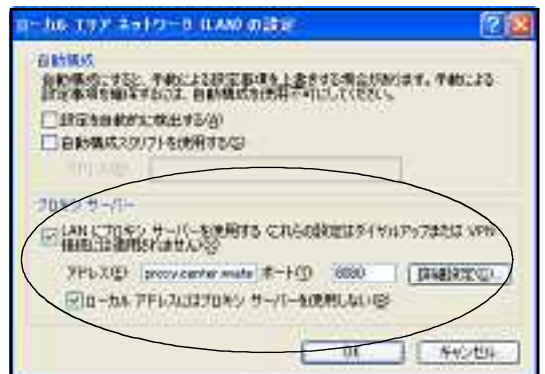 ローカル エリア ネットワーク (LAN) の設定
自動構成
自動構成にすると、手動による設定事項を上書きする場合があります。手動による
設定事項を確保するには、自動構成を使用不可にしてください。
設定を自動的に検出する(A)
自動構成スクリプトを使用する(S)
アドレス(R)
プロキシ サーバー
LAN にプロキシ サーバーを使用する (これらの設定はダイヤルアップまたは VPN
接続には適用されません)(X)
アドレス(E) proxy.center. ポート(T) 8080 詳細設定(C)
ローカル アドレスにはプロキシ サーバーを使用しない(B)
OK キャンセル